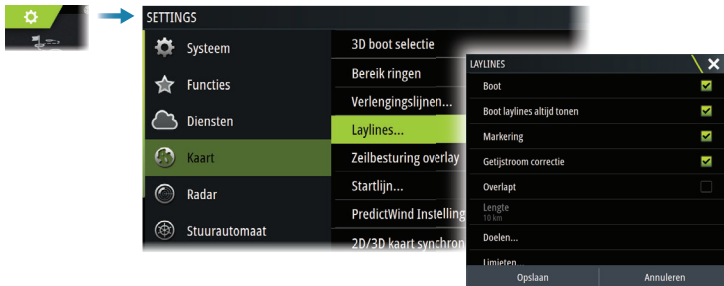 SETTINGS
Systeem
Functies
Diensten
Kaart
Radar
Stuurautomaat
3D boot selectie
Bereik ringen
Verlengingslijnen...
Laylines...
Zeilbesturing overlay
Startlijn...
PredictWind Instelling
2D/3D kaart synchron
LAYLINES
Boot
Boot laylines altijd tonen
Markering
Getijstroom correctie
Overlapt
Lengte
10 km
Doelen...
Limieten...
Opslaan
Annuleren